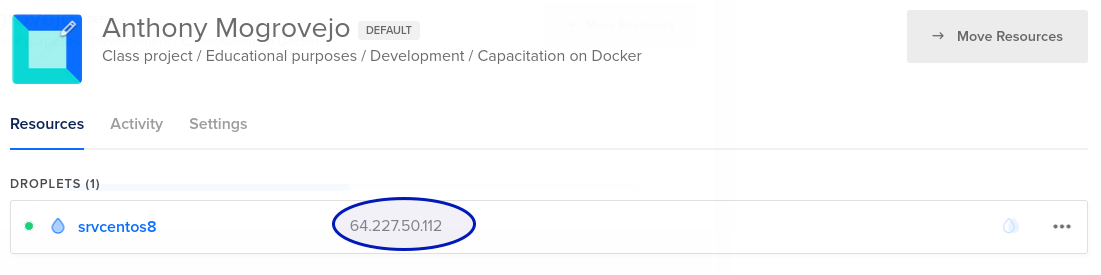 Anthony Mogrovejo DEFAULT
Class project / Educational purposes / Development / Capacitation on Docker
→ Move Resources
Resources Activity Settings
DROPLETS (1)
srvcentos8 64.227.50.112